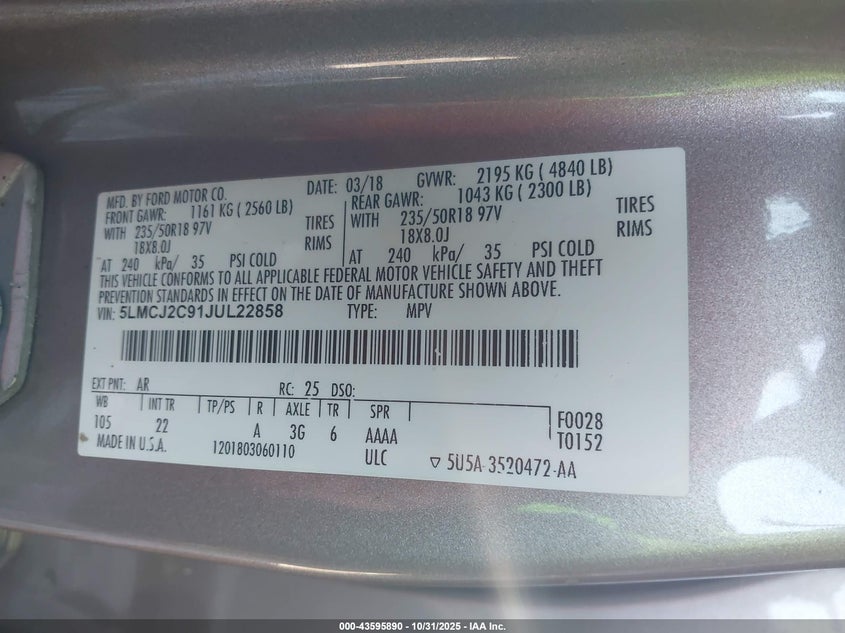 MFD. BY FORD MOTOR CO. DATE: 03/18 GVWR: 2195 KG ( 4840 LB)
FRONT GAWR: 1161 KG ( 2560 LB) REAR GAWR: 1043 KG ( 2300 LB)
WITH 235/50R18 97V TIRES WITH 235/50R18 97V TIRES
18X8.0J RIMS 18X8.0J RIMS
AT 240 kPa/ 35 PSI COLD AT 240 kPa/ 35 PSI COLD
THIS VEHICLE CONFORMS TO ALL APPLICABLE FEDERAL MOTOR VEHICLE SAFETY AND THEFT
PREVENTION STANDARDS IN EFFECT ON THE DATE OF MANUFACTURE SHOWN ABOVE.
VIN: 5LMCJ2C91JUL22858 TYPE: MPV
EXT PNT: AR RC: 25 DSO:
WB INT TR TP/PS R AXLE TR SPR
105 22 A 3G 6 AAAA F0028
ULC T0152
MADE IN U.S.A. 1201803060110 5U5A-3520472-AA
000-43595890 - 10/31/2025 - IAA Inc.